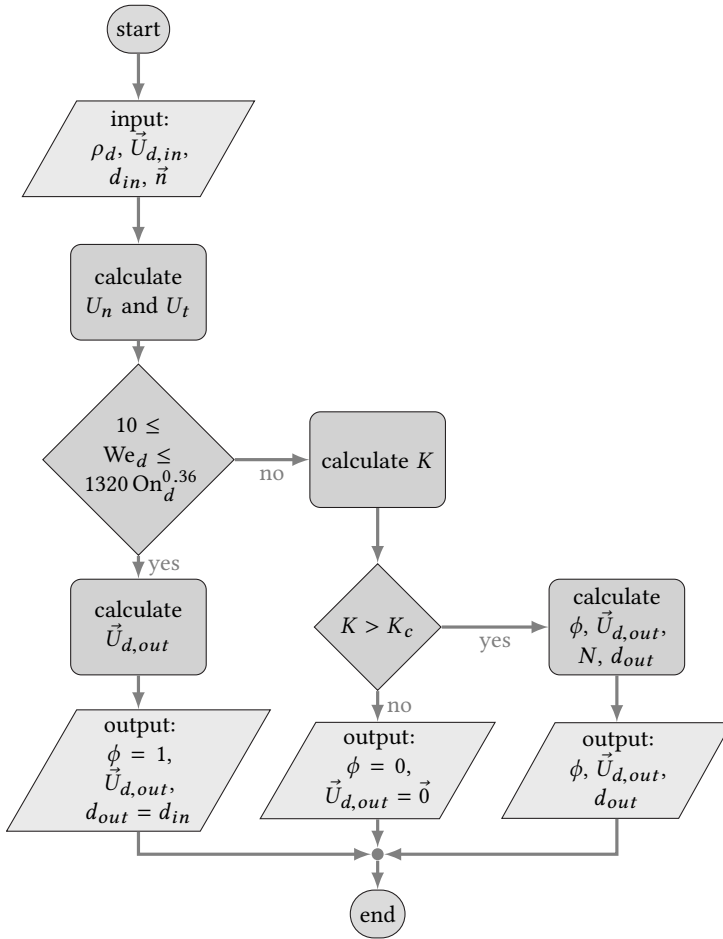 start
input:
ρ_d, U⃗_{d,in},
d_{in}, n⃗
calculate
U_n and U_t
10 ≤
We_d ≤
1320 On_d^{0.36}
no
calculate K
yes
calculate
U⃗_{d,out}
K > K_c
yes
calculate
ϕ, U⃗_{d,out},
N, d_{out}
no
output:
ϕ = 1,
U⃗_{d,out},
d_{out} = d_{in}
output:
ϕ = 0,
U⃗_{d,out} = 0⃗
output:
ϕ, U⃗_{d,out},
d_{out}
end